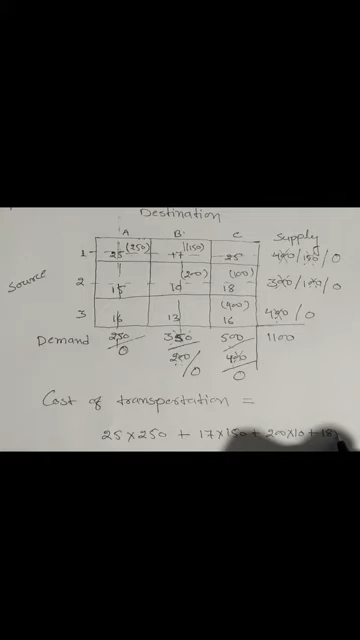 Destination
A B C Supply
1 25 (250) 17 (150) 25 400/150/0
Source
2 15 10 (200) 18 (100) 300/100/0
3 16 13 16 (400) 400/0
Demand 250 350 500 1100
0 200/0 400
0
Cost of transpstation =
25 × 250 + 17 × 150 + 200 × 10 + 18